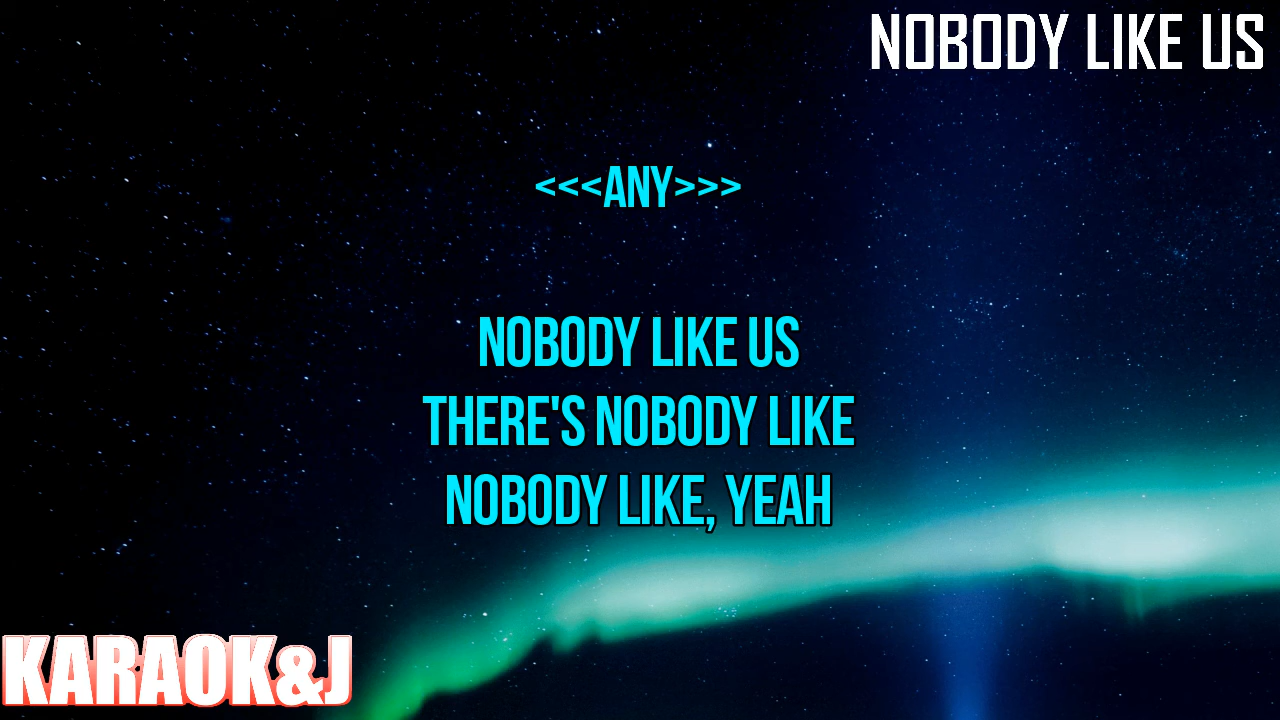 NOBODY LIKE US
<<<ANY>>>
NOBODY LIKE US
THERE'S NOBODY LIKE
NOBODY LIKE, YEAH
KARAOK&J